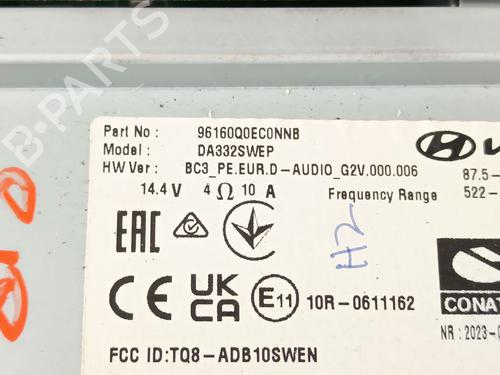 Part No : 96160Q0EC0NNB
Model : DA332SWEP
HW Ver : BC3_PE.EUR.D-AUDIO_G2V.000.006
87.5-
14.4 V 4 Ω 10 A
Frequency Range 522-
EAC
H2
CE UK CA E11 10R-0611162
CONAT
NR : 2023-
FCC ID:TQ8-ADB10SWEN
B-PARTS